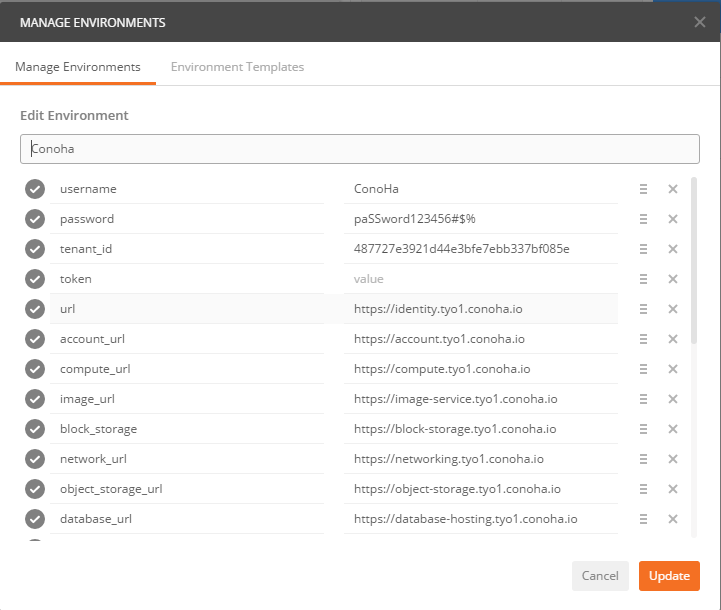 MANAGE ENVIRONMENTS
Manage Environments Environment Templates
Edit Environment
Conoha
username ConoHa
password paSSword123456#$%
tenant_id 487727e3921d44e3bfe7ebb337bf085e
token value
url https://identity.tyo1.conoha.io
account_url https://account.tyo1.conoha.io
compute_url https://compute.tyo1.conoha.io
image_url https://image-service.tyo1.conoha.io
block_storage https://block-storage.tyo1.conoha.io
network_url https://networking.tyo1.conoha.io
object_storage_url https://object-storage.tyo1.conoha.io
database_url https://database-hosting.tyo1.conoha.io
Cancel Update